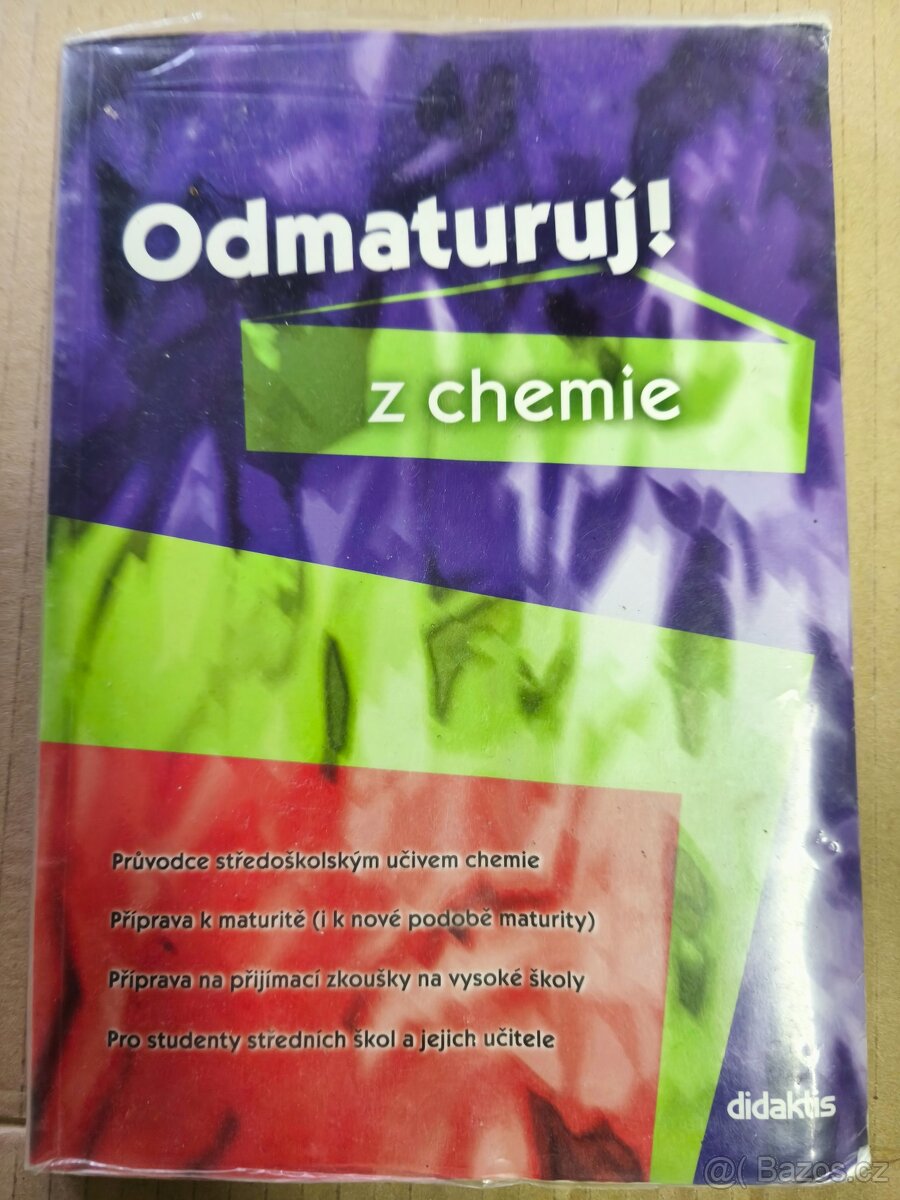 Odmaturuj!
z chemie
Průvodce středoškolským učivem chemie
Příprava k maturitě (i k nové podobě maturity)
Příprava na přijímací zkoušky na vysoké školy
Pro studenty středních škol a jejich učitele
didaktis
@( Bazos.cz